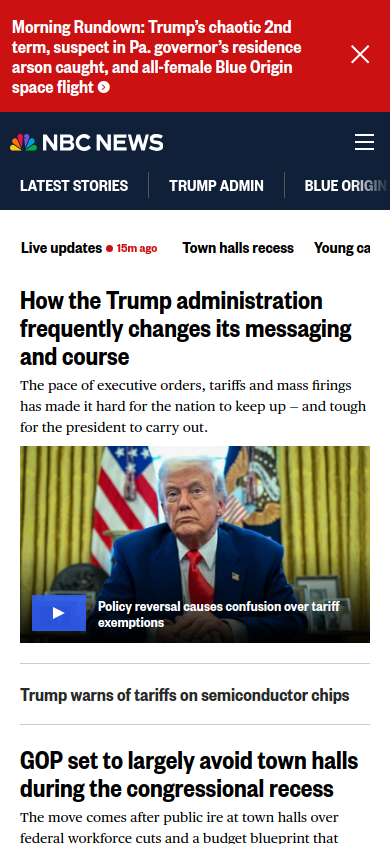 Morning Rundown: Trump's chaotic 2nd
term, suspect in Pa. governor's residence
arson caught, and all-female Blue Origin
space flight
NBC NEWS
LATEST STORIES
TRUMP ADMIN
BLUE ORIGIN
Live updates
15m ago
Town halls recess
Young ca
How the Trump administration
frequently changes its messaging
and course
The pace of executive orders, tariffs and mass firings
has made it hard for the nation to keep up — and tough
for the president to carry out.
Policy reversal causes confusion over tariff
exemptions
Trump warns of tariffs on semiconductor chips
GOP set to largely avoid town halls
during the congressional recess
The move comes after public ire at town halls over
federal workforce cuts and a budget blueprint that